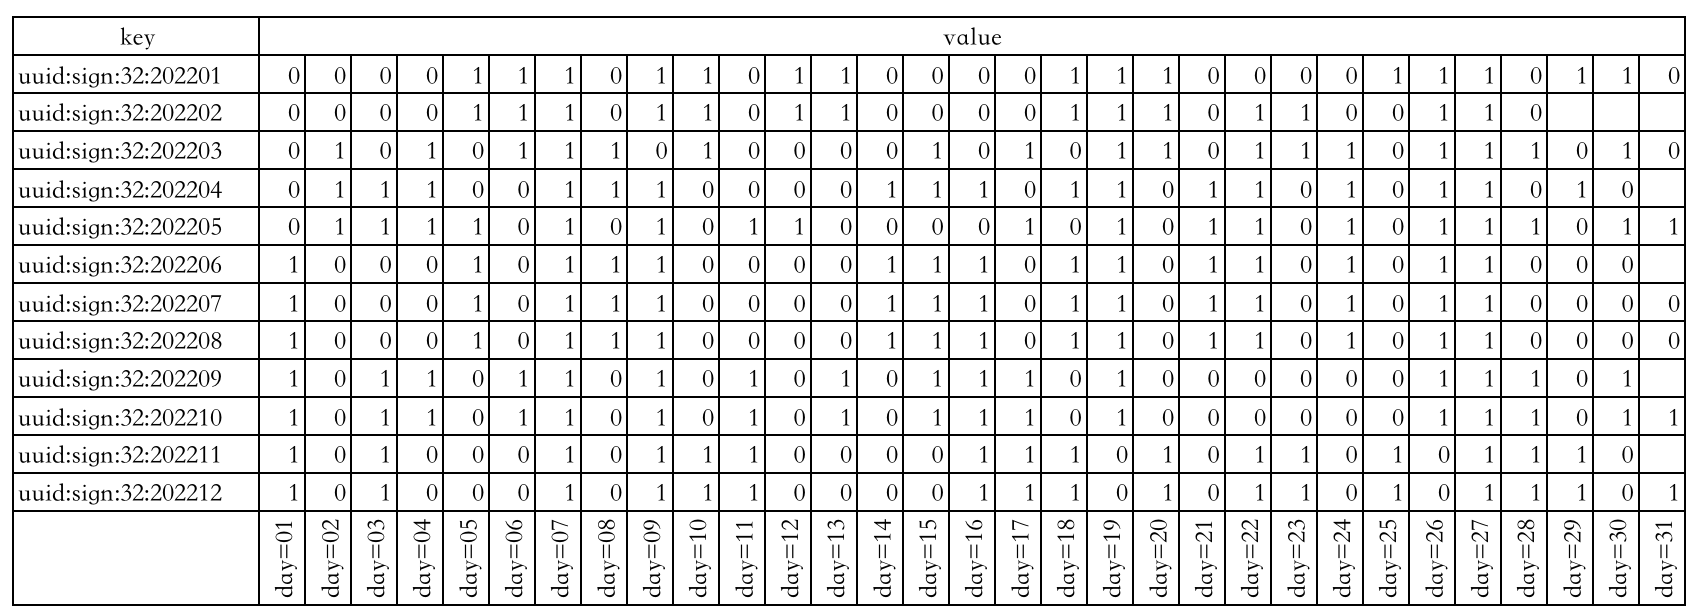 key value
uuid:sign:32:202201 0 0 0 0 1 1 1 0 1 1 0 1 1 0 0 0 0 1 1 1 0 0 0 0 1 1 1 0 1 1 0
uuid:sign:32:202202 0 0 0 0 1 1 1 0 1 1 0 1 1 0 0 0 0 1 1 1 0 1 1 0 0 1 1 0
uuid:sign:32:202203 0 1 0 1 0 1 1 1 0 1 0 0 0 0 1 0 1 0 1 1 0 1 1 1 0 1 1 1 0 1 0
uuid:sign:32:202204 0 1 1 1 0 0 1 1 1 0 0 0 0 1 1 1 0 1 1 0 1 1 0 1 0 1 1 0 1 0
uuid:sign:32:202205 0 1 1 1 1 0 1 0 1 0 1 1 0 0 0 0 1 0 1 0 1 1 0 1 0 1 1 1 0 1 1
uuid:sign:32:202206 1 0 0 0 1 0 1 1 1 0 0 0 0 1 1 1 0 1 1 0 1 1 0 1 0 1 1 0 0 0
uuid:sign:32:202207 1 0 0 0 1 0 1 1 1 0 0 0 0 1 1 1 0 1 1 0 1 1 0 1 0 1 1 0 0 0 0
uuid:sign:32:202208 1 0 0 0 1 0 1 1 1 0 0 0 0 1 1 1 0 1 1 0 1 1 0 1 0 1 1 0 0 0 0
uuid:sign:32:202209 1 0 1 1 0 1 1 0 1 0 1 0 1 0 1 1 1 0 1 0 0 0 0 0 0 1 1 1 0 1
uuid:sign:32:202210 1 0 1 1 0 1 1 0 1 0 1 0 1 0 1 1 1 0 1 0 0 0 0 0 0 1 1 1 0 1 1
uuid:sign:32:202211 1 0 1 0 0 0 1 0 1 1 1 0 0 0 0 1 1 1 0 1 0 1 1 0 1 0 1 1 1 0
uuid:sign:32:202212 1 0 1 0 0 0 1 0 1 1 1 0 0 0 0 1 1 1 0 1 0 1 1 0 1 0 1 1 1 0 1
day=01 day=02 day=03 day=04 day=05 day=06 day=07 day=08 day=09 day=10 day=11 day=12 day=13 day=14 day=15 day=16 day=17 day=18 day=19 day=20 day=21 day=22 day=23 day=24 day=25 day=26 day=27 day=28 day=29 day=30 day=31